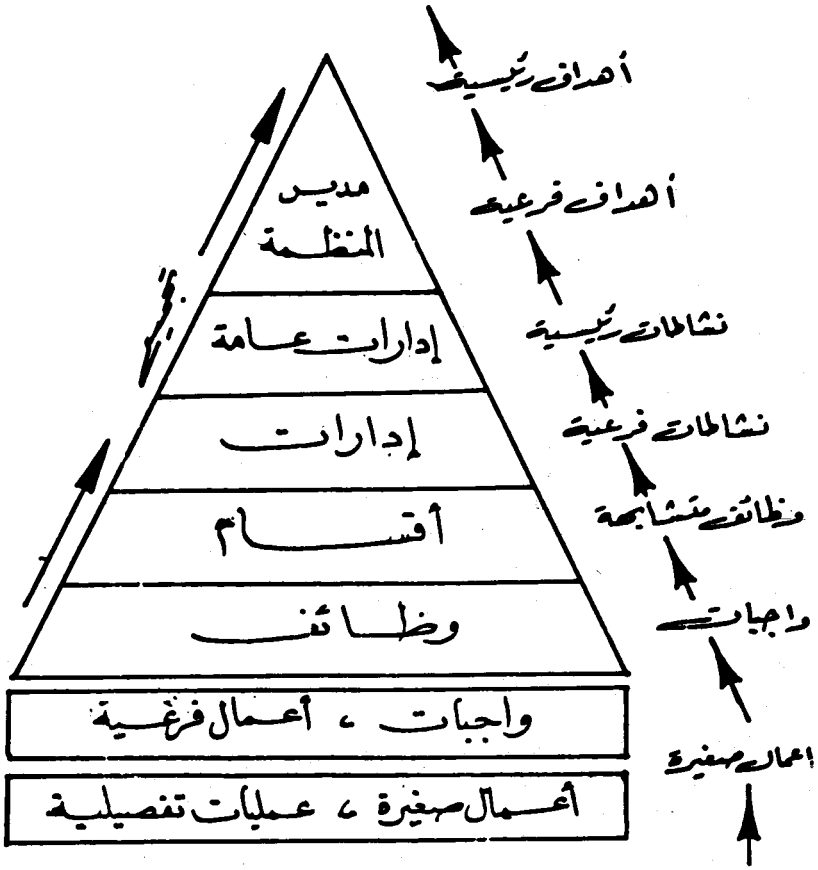 أهداف رئيسية
أهداف فرعية
نشاطات رئيسية
نشاطات فرعية
وظائف متشابهة
واجبات
اعمال صغيرة
مدير
المنظمة
إدارات عامة
إدارات
أقسام
وظائف
واجبات ، أعمال فرعية
أعمال صغيرة ، عمليات تفصيلية